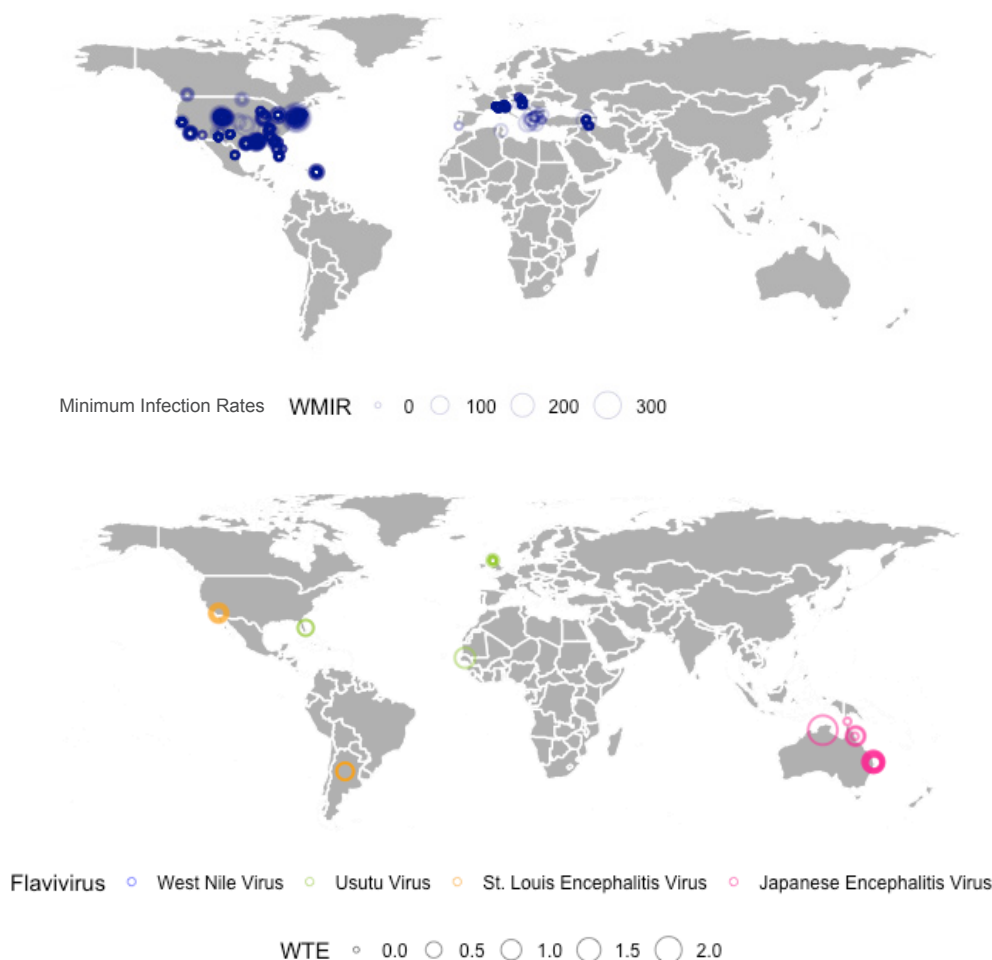 Minimum Infection Rates WMIR 0 100 200 300
Flavivirus West Nile Virus Usutu Virus St. Louis Encephalitis Virus Japanese Encephalitis Virus
WTE 0.0 0.5 1.0 1.5 2.0